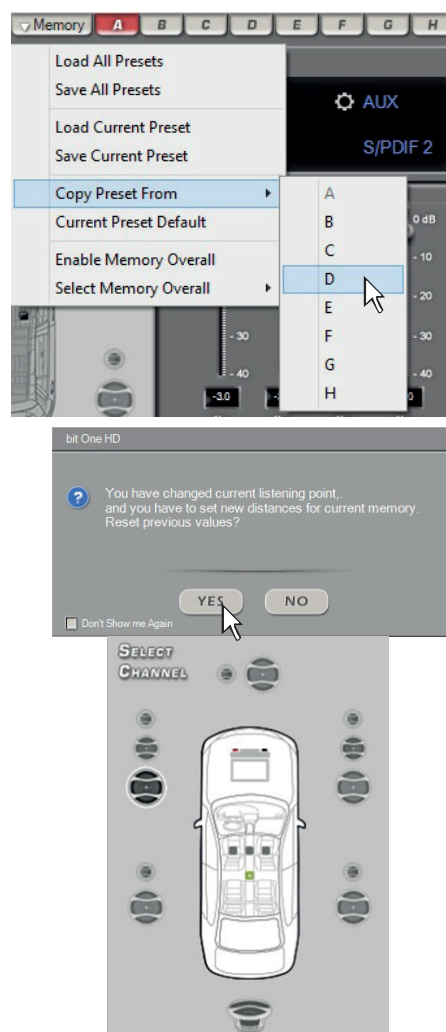 Memory A B C D E F G H
Load All Presets
Save All Presets
Load Current Preset
Save Current Preset
Copy Preset From
Current Preset Default
Enable Memory Overall
Select Memory Overall
AUX
S/PDIF 2
A
B
C
D
E
F
G
H
0 dB
- 10
- 20
- 30
- 40
- 30
- 40
-3.0
bit One HD
You have changed current listening point,.
and you have to set new distances for current memory.
Reset previous values?
YES NO
Don't Show me Again
SELECT
CHANNEL